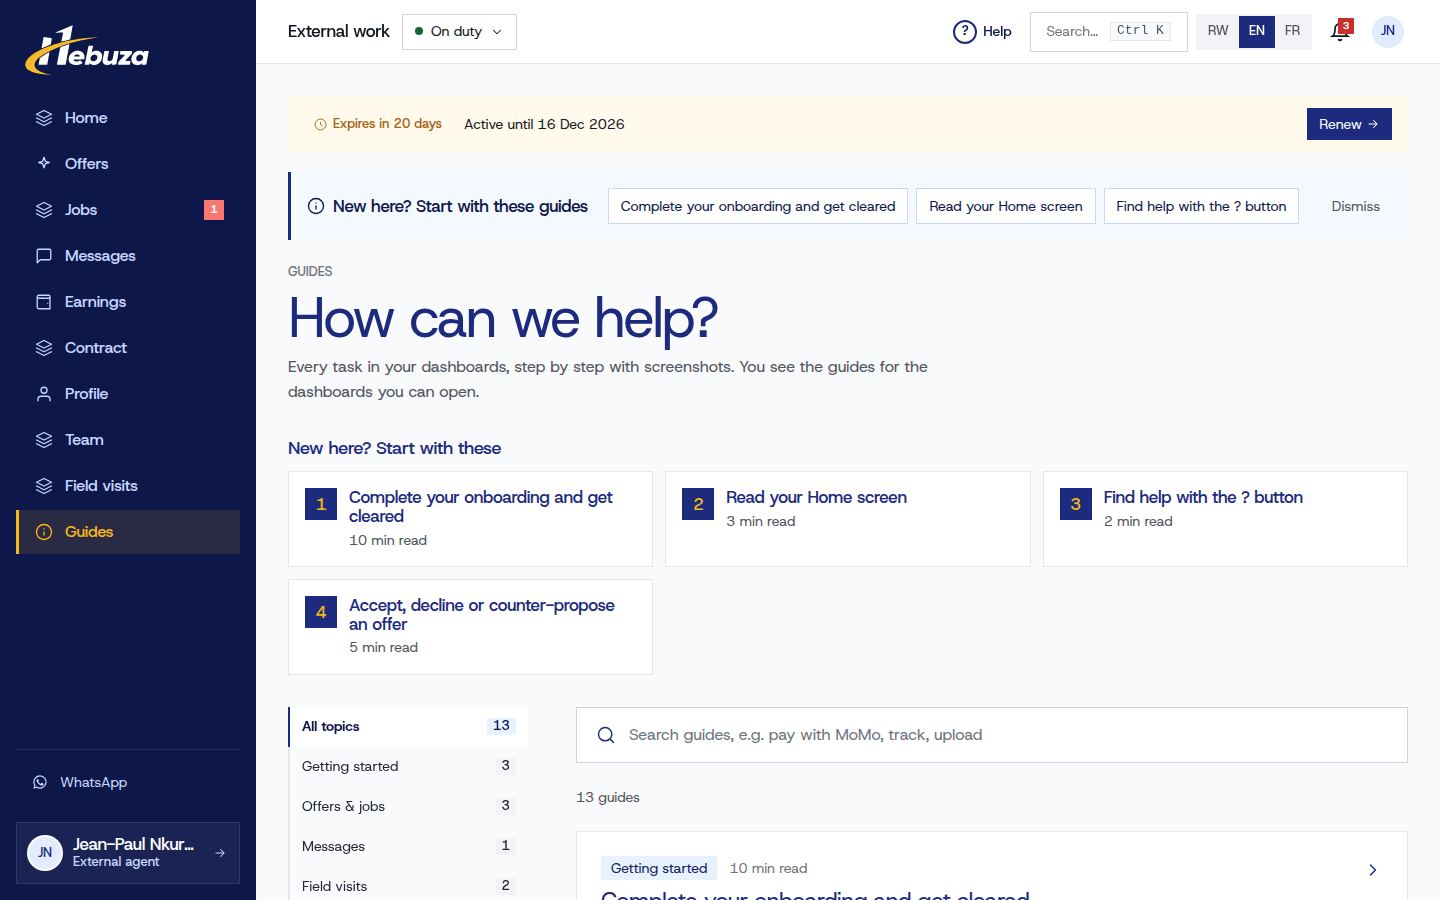 Hebuza
Home
Offers
Jobs
1
Messages
Earnings
Contract
Profile
Team
Field visits
Guides
WhatsApp
JN
Jean-Paul Nkur...
External agent
External work
On duty
? Help
Search...
Ctrl K
RW
EN
FR
3
JN
Expires in 20 days
Active until 16 Dec 2026
Renew
New here? Start with these guides
Complete your onboarding and get cleared
Read your Home screen
Find help with the ? button
Dismiss
GUIDES
How can we help?
Every task in your dashboards, step by step with screenshots. You see the guides for the
dashboards you can open.
New here? Start with these
1
Complete your onboarding and get
cleared
10 min read
2
Read your Home screen
3 min read
3
Find help with the ? button
2 min read
4
Accept, decline or counter-propose
an offer
5 min read
All topics
13
Getting started
3
Offers & jobs
3
Messages
1
Field visits
2
Search guides, e.g. pay with MoMo, track, upload
13 guides
Getting started
10 min read
Complete your onboarding and get cleared